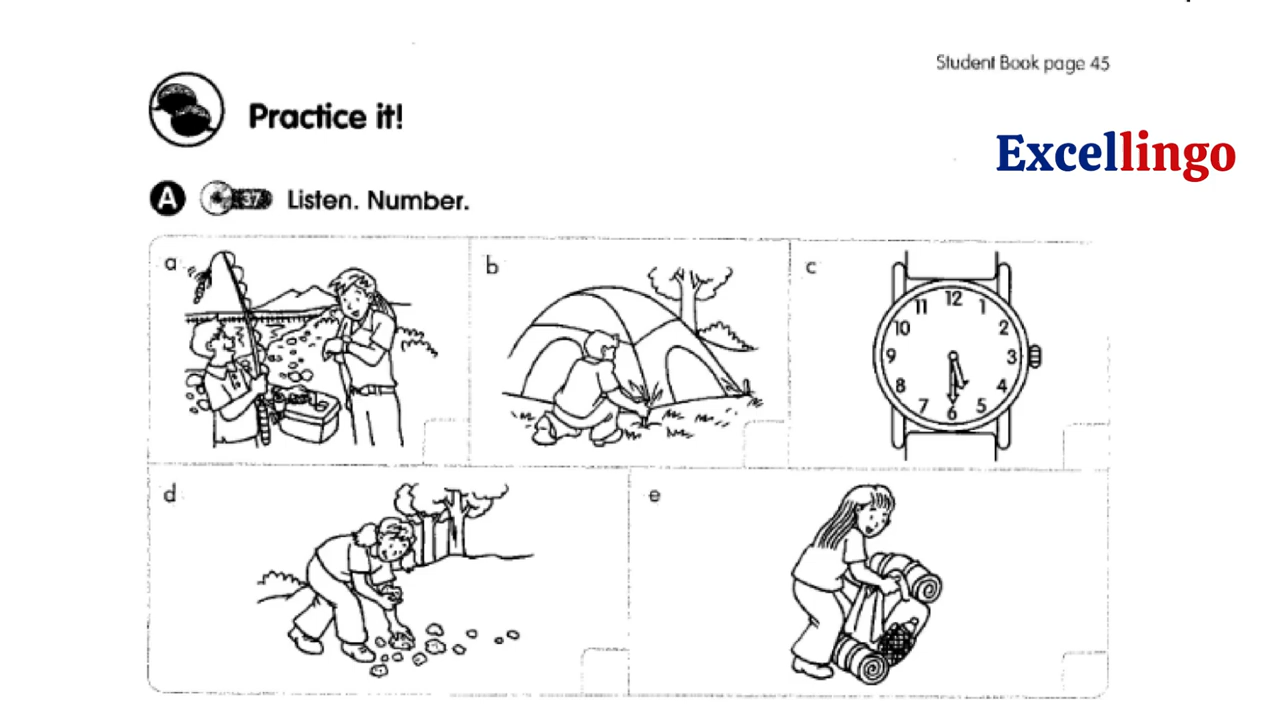 Student Book page 45
Practice it!
Excellingo
A 37 Listen. Number.
a
b
c
12
11 1
10 2
9 3
8 4
7 5
6
d
e